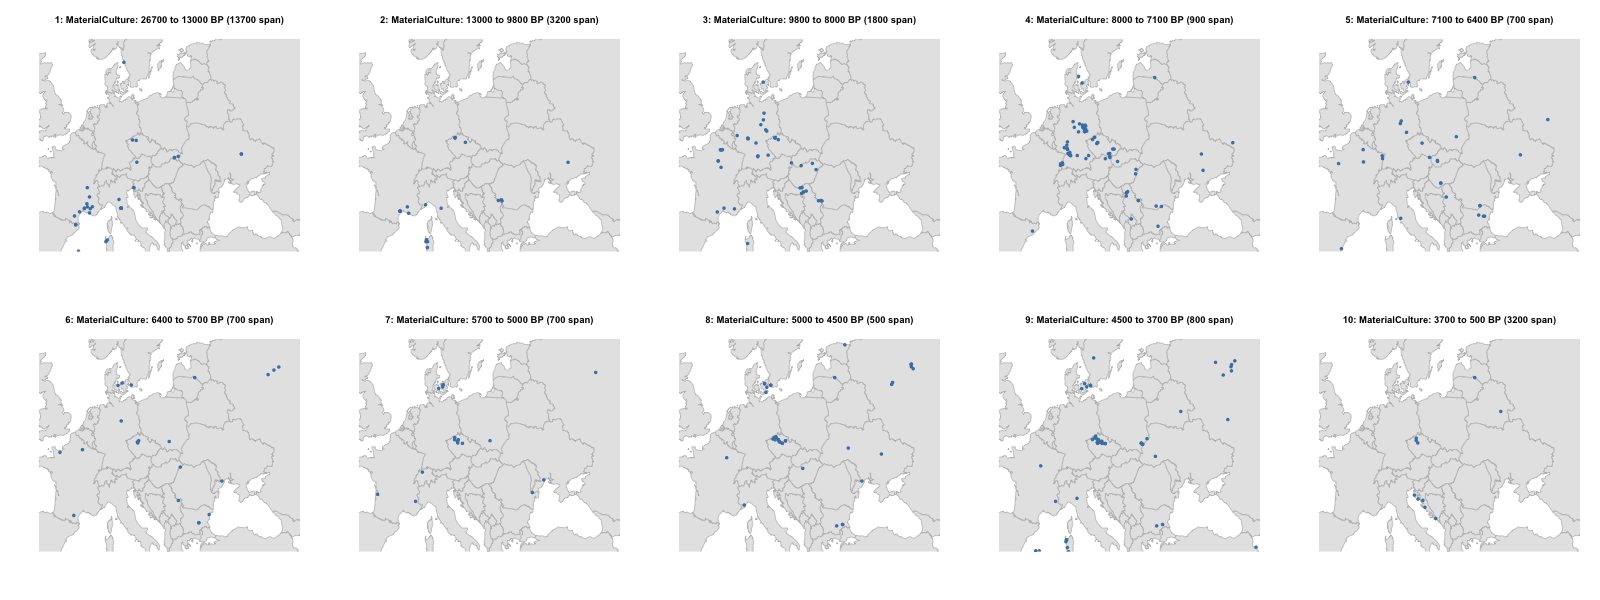 1: MaterialCulture: 26700 to 13000 BP (13700 span)
2: MaterialCulture: 13000 to 9800 BP (3200 span)
3: MaterialCulture: 9800 to 8000 BP (1800 span)
4: MaterialCulture: 8000 to 7100 BP (900 span)
5: MaterialCulture: 7100 to 6400 BP (700 span)
6: MaterialCulture: 6400 to 5700 BP (700 span)
7: MaterialCulture: 5700 to 5000 BP (700 span)
8: MaterialCulture: 5000 to 4500 BP (500 span)
9: MaterialCulture: 4500 to 3700 BP (800 span)
10: MaterialCulture: 3700 to 500 BP (3200 span)